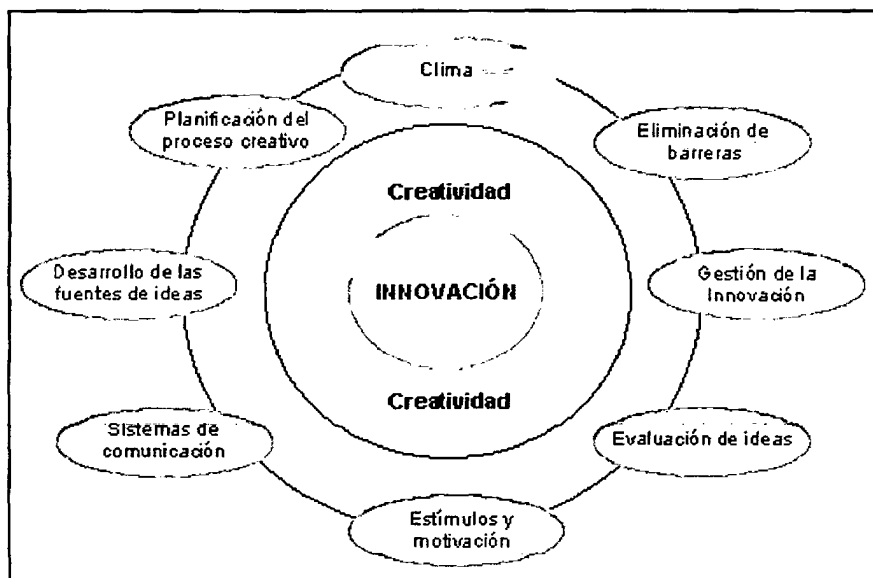 Clima
Planificación del
proceso creativo
Eliminación de
barreras
Creatividad
Desarrollo de las
fuentes de ideas
INNOVACIÓN
Gestión de la
Innovación
Creatividad
Sistemas de
comunicación
Evaluación de ideas
Estímulos y
motivación